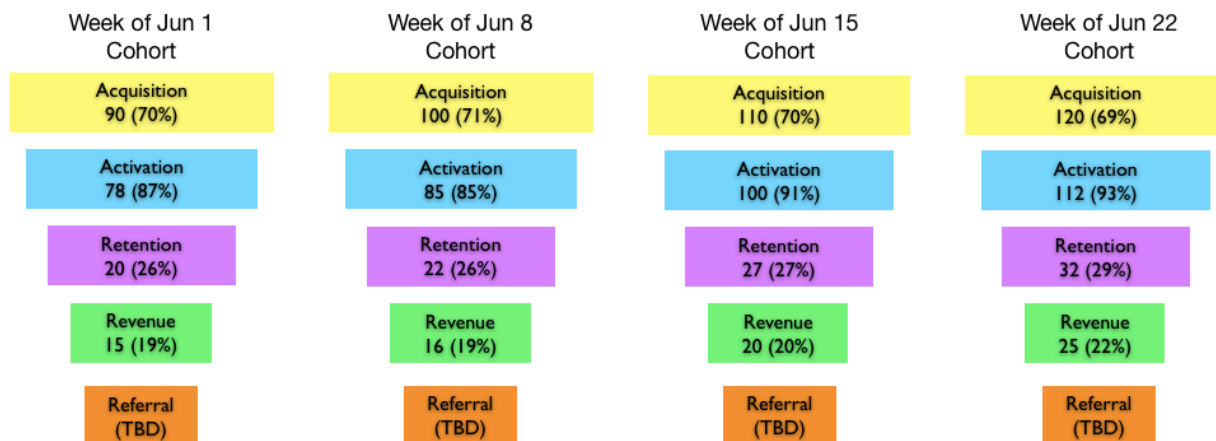 Week of Jun 1
Cohort
Acquisition
90 (70%)
Activation
78 (87%)
Retention
20 (26%)
Revenue
15 (19%)
Referral
(TBD)
Week of Jun 8
Cohort
Acquisition
100 (71%)
Activation
85 (85%)
Retention
22 (26%)
Revenue
16 (19%)
Referral
(TBD)
Week of Jun 15
Cohort
Acquisition
110 (70%)
Activation
100 (91%)
Retention
27 (27%)
Revenue
20 (20%)
Referral
(TBD)
Week of Jun 22
Cohort
Acquisition
120 (69%)
Activation
112 (93%)
Retention
32 (29%)
Revenue
25 (22%)
Referral
(TBD)